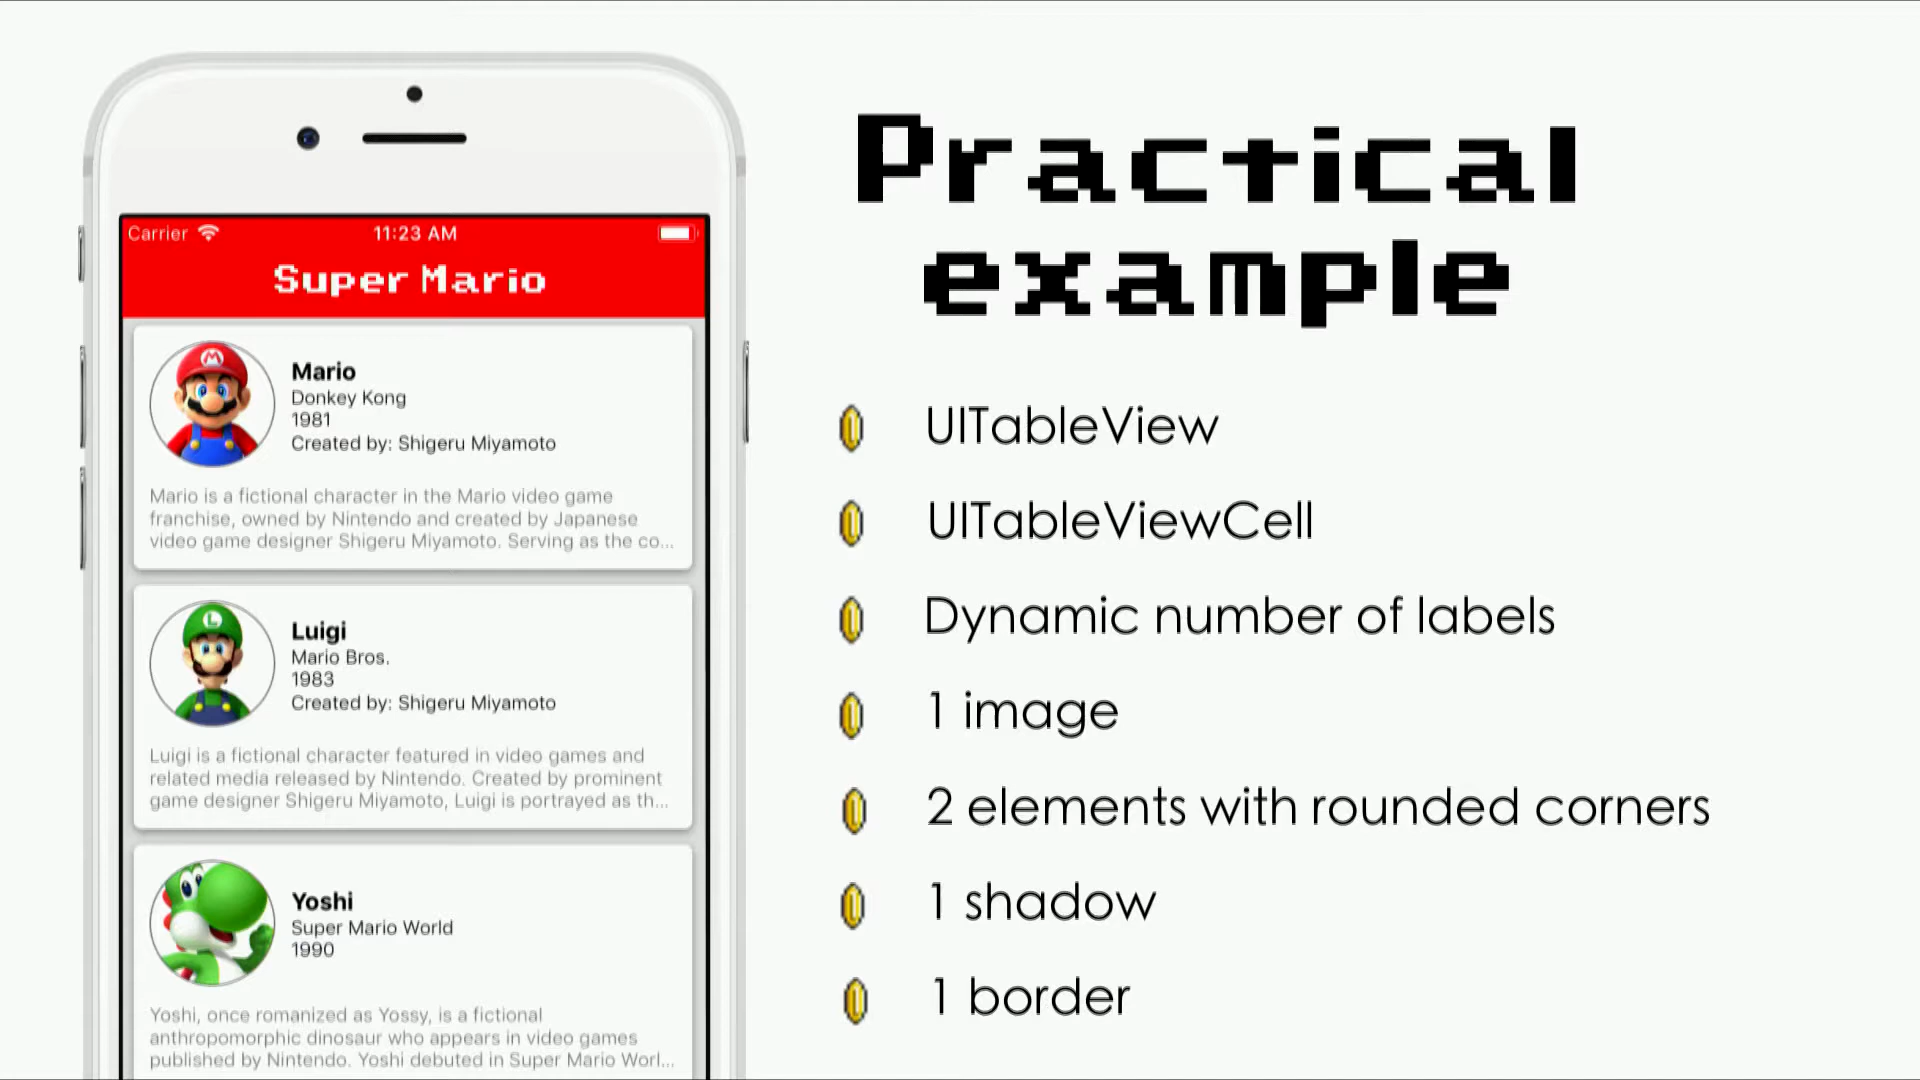 Carrier 11:23 AM
Super Mario
M
Mario
Donkey Kong
1981
Created by: Shigeru Miyamoto
Mario is a fictional character in the Mario video game
franchise, owned by Nintendo and created by Japanese
video game designer Shigeru Miyamoto. Serving as the co...
L
Luigi
Mario Bros.
1983
Created by: Shigeru Miyamoto
Luigi is a fictional character featured in video games and
related media released by Nintendo. Created by prominent
game designer Shigeru Miyamoto, Luigi is portrayed as th...
Yoshi
Super Mario World
1990
Yoshi, once romanized as Yossy, is a fictional
anthropomorphic dinosaur who appears in video games
published by Nintendo. Yoshi debuted in Super Mario Worl...
Practical
example
UITableView
UITableViewCell
Dynamic number of labels
1 image
2 elements with rounded corners
1 shadow
1 border